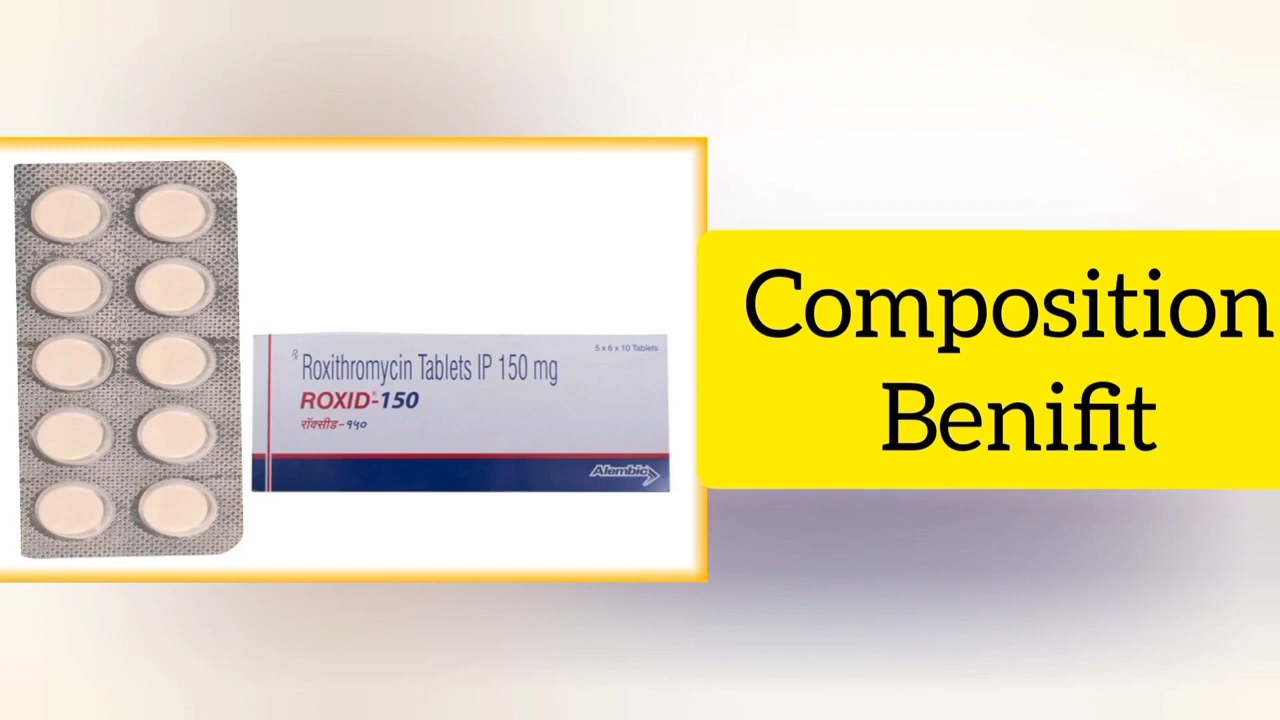 ℞ Roxithromycin Tablets IP 150 mg
5 x 6 x 10 Tablets
ROXID®-150
रॉक्सीड-१५०
Alembic
Composition
Benifit